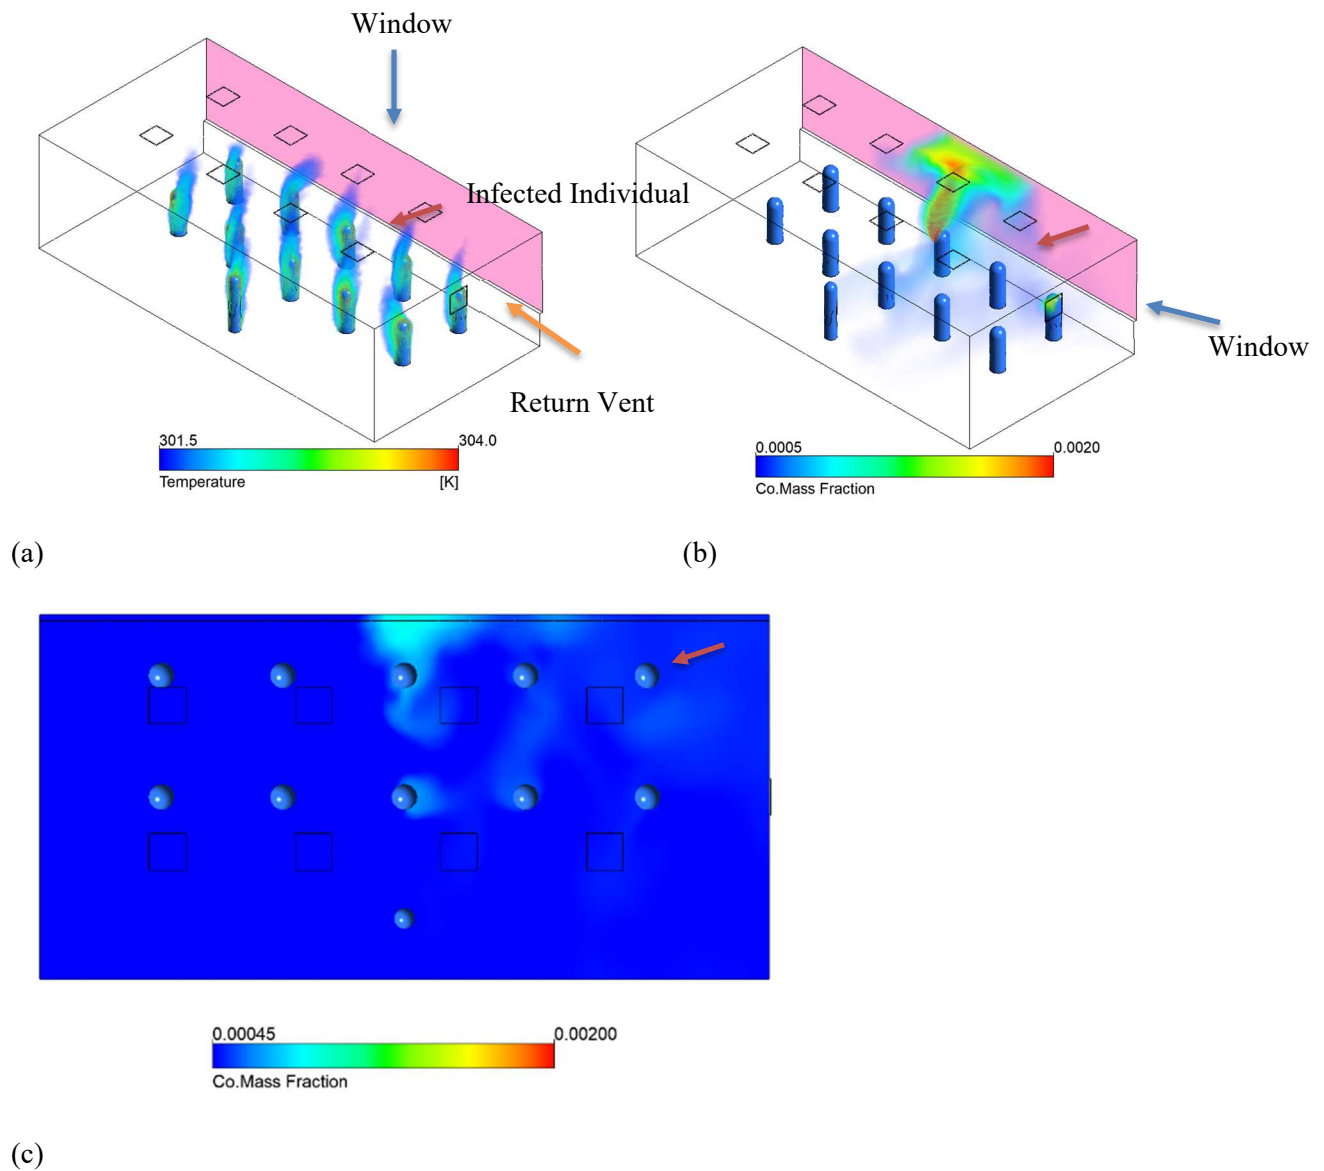 Window
Infected Individual
Return Vent
301.5 304.0
Temperature [K]
(a)
Window
0.0005 0.0020
Co.Mass Fraction
(b)
0.00045 0.00200
Co.Mass Fraction
(c)